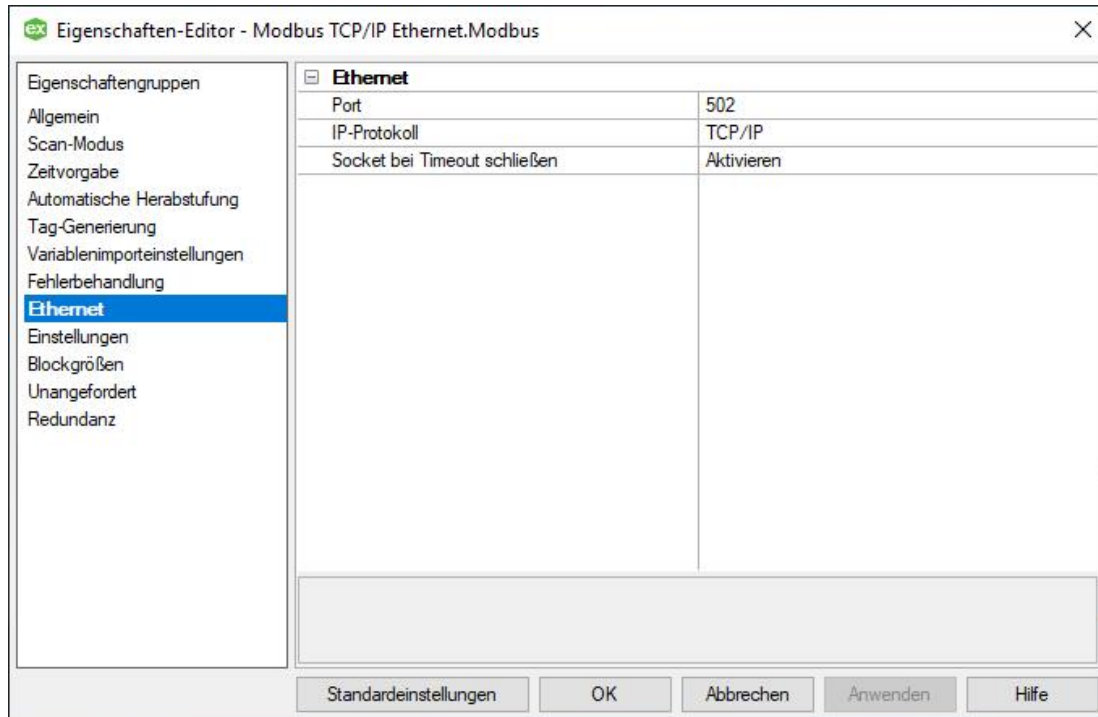 ex Eigenschaften-Editor - Modbus TCP/IP Ethernet.Modbus
Eigenschaftengruppen
Allgemein
Scan-Modus
Zeitvorgabe
Automatische Herabstufung
Tag-Generierung
Variablenimporteinstellungen
Fehlerbehandlung
Ethernet
Einstellungen
Blockgrößen
Unangefordert
Redundanz
Ethernet
Port 502
IP-Protokoll TCP/IP
Socket bei Timeout schließen Aktivieren
Standardeinstellungen OK Abbrechen Anwenden Hilfe